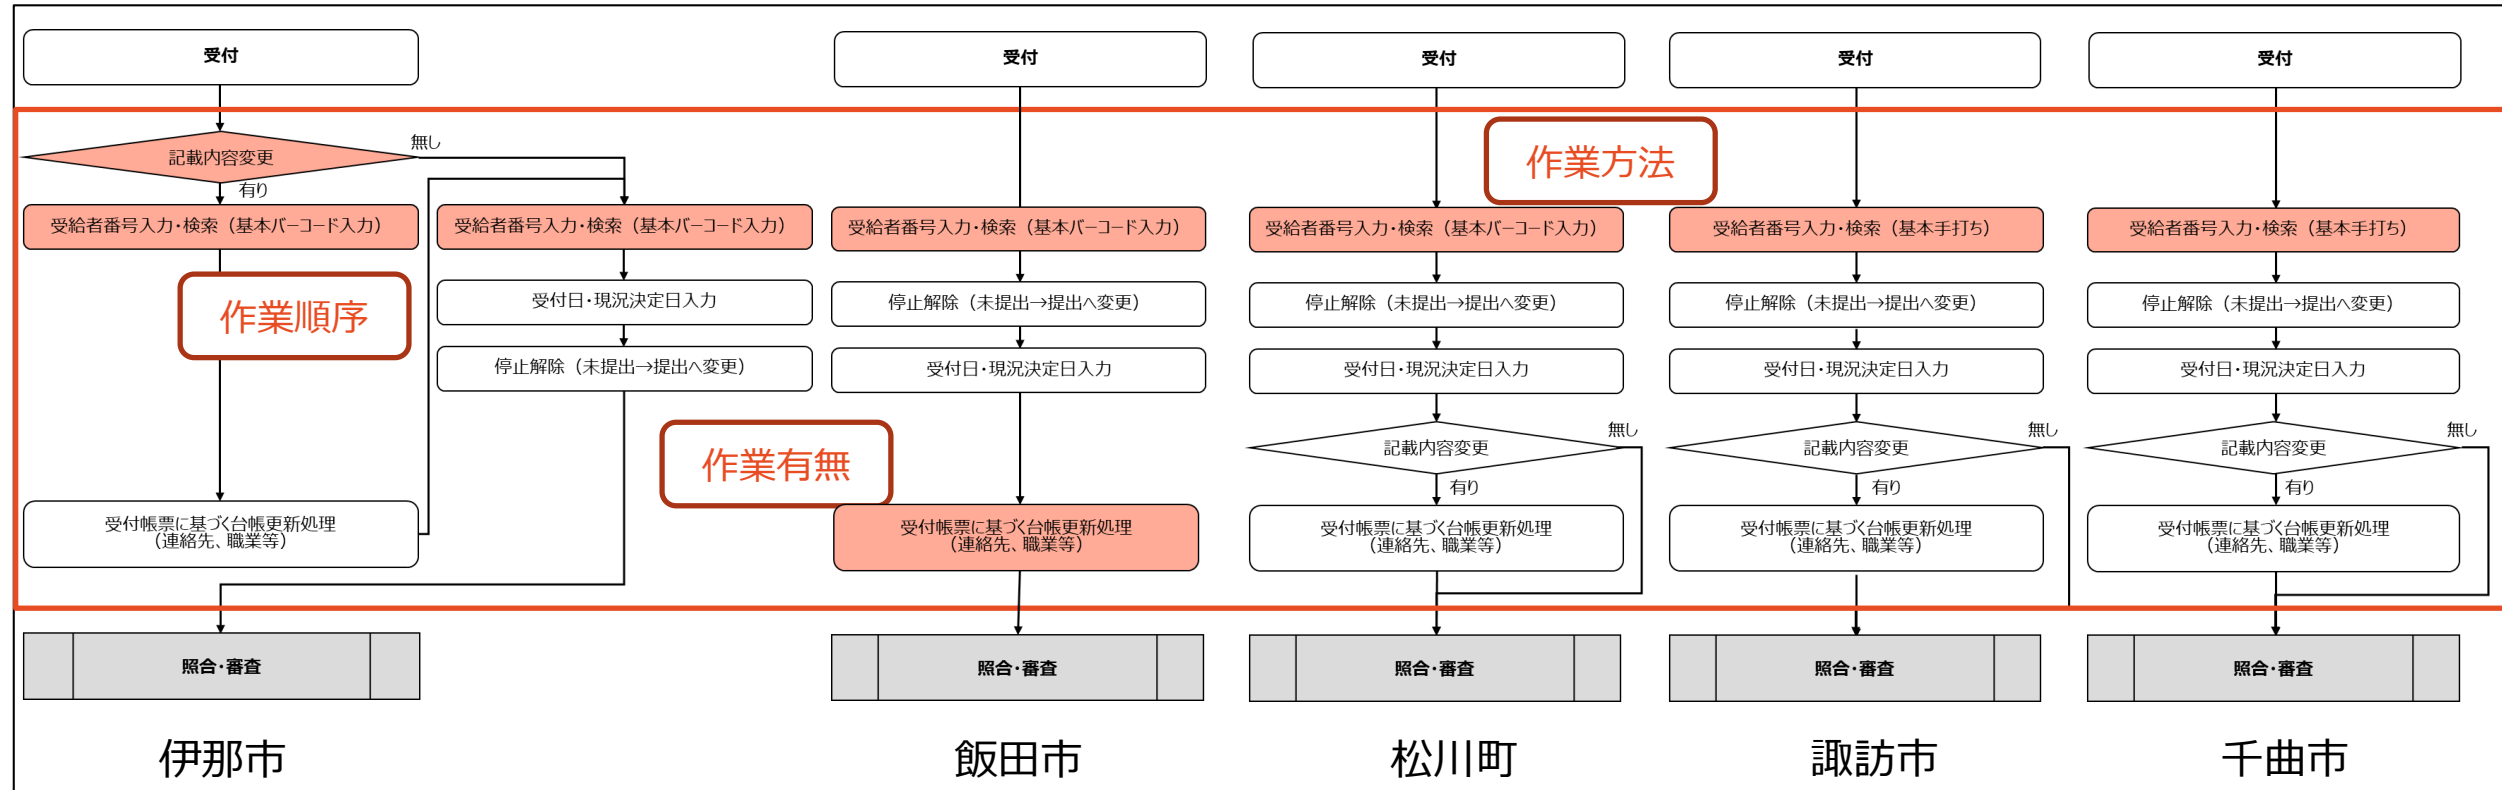 受付
受付
受付
受付
受付
記載内容変更
無し
有り
作業方法
受給者番号入力・検索（基本バーコード入力）
受給者番号入力・検索（基本バーコード入力）
受給者番号入力・検索（基本バーコード入力）
受給者番号入力・検索（基本バーコード入力）
受給者番号入力・検索（基本手打ち）
受給者番号入力・検索（基本手打ち）
作業順序
受付日・現況決定日入力
停止解除（未提出→提出へ変更）
停止解除（未提出→提出へ変更）
停止解除（未提出→提出へ変更）
停止解除（未提出→提出へ変更）
停止解除（未提出→提出へ変更）
受付日・現況決定日入力
受付日・現況決定日入力
受付日・現況決定日入力
受付日・現況決定日入力
作業有無
記載内容変更
無し
有り
記載内容変更
無し
有り
記載内容変更
無し
有り
受付帳票に基づく台帳更新処理
（連絡先、職業等）
受付帳票に基づく台帳更新処理
（連絡先、職業等）
受付帳票に基づく台帳更新処理
（連絡先、職業等）
受付帳票に基づく台帳更新処理
（連絡先、職業等）
受付帳票に基づく台帳更新処理
（連絡先、職業等）
照合・審査
照合・審査
照合・審査
照合・審査
照合・審査
伊那市
飯田市
松川町
諏訪市
千曲市